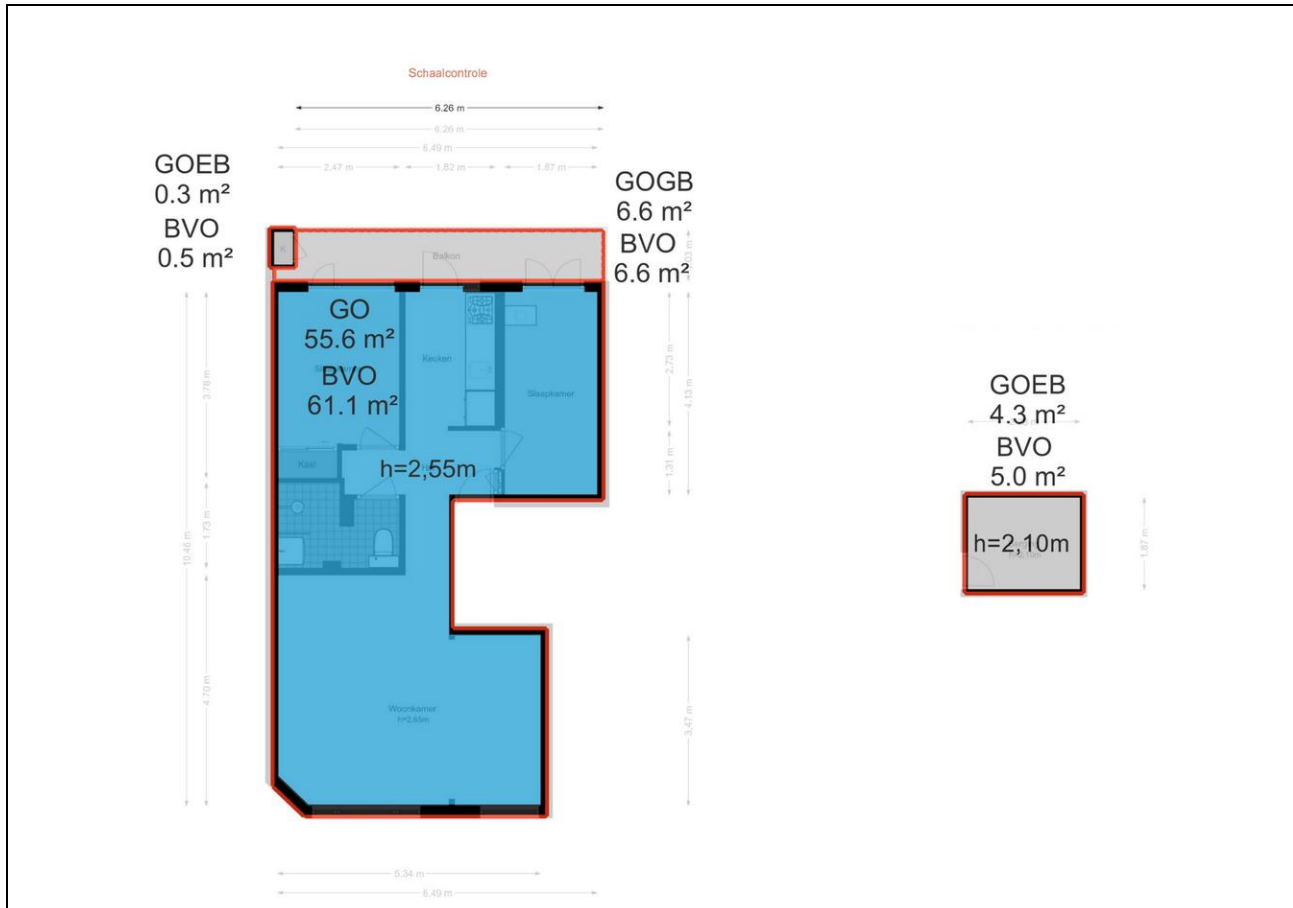 Schaalcontrole
6.26 m
6.26 m
6.49 m
2.47 m
1.82 m
1.87 m
GOEB
0.3 m²
BVO
0.5 m²
GOGB
6.6 m²
BVO
6.6 m²
K
Balkon
GO
55.6 m²
BVO
61.1 m²
Keuken
Slaapkamer
Kast
h=2,55m
3.78 m
1.73 m
10.46 m
4.70 m
2.73 m
4.13 m
1.31 m
3.47 m
Woonkamer
h=2.65m
5.34 m
6.49 m
GOEB
4.3 m²
BVO
5.0 m²
h=2,10m
1.87 m